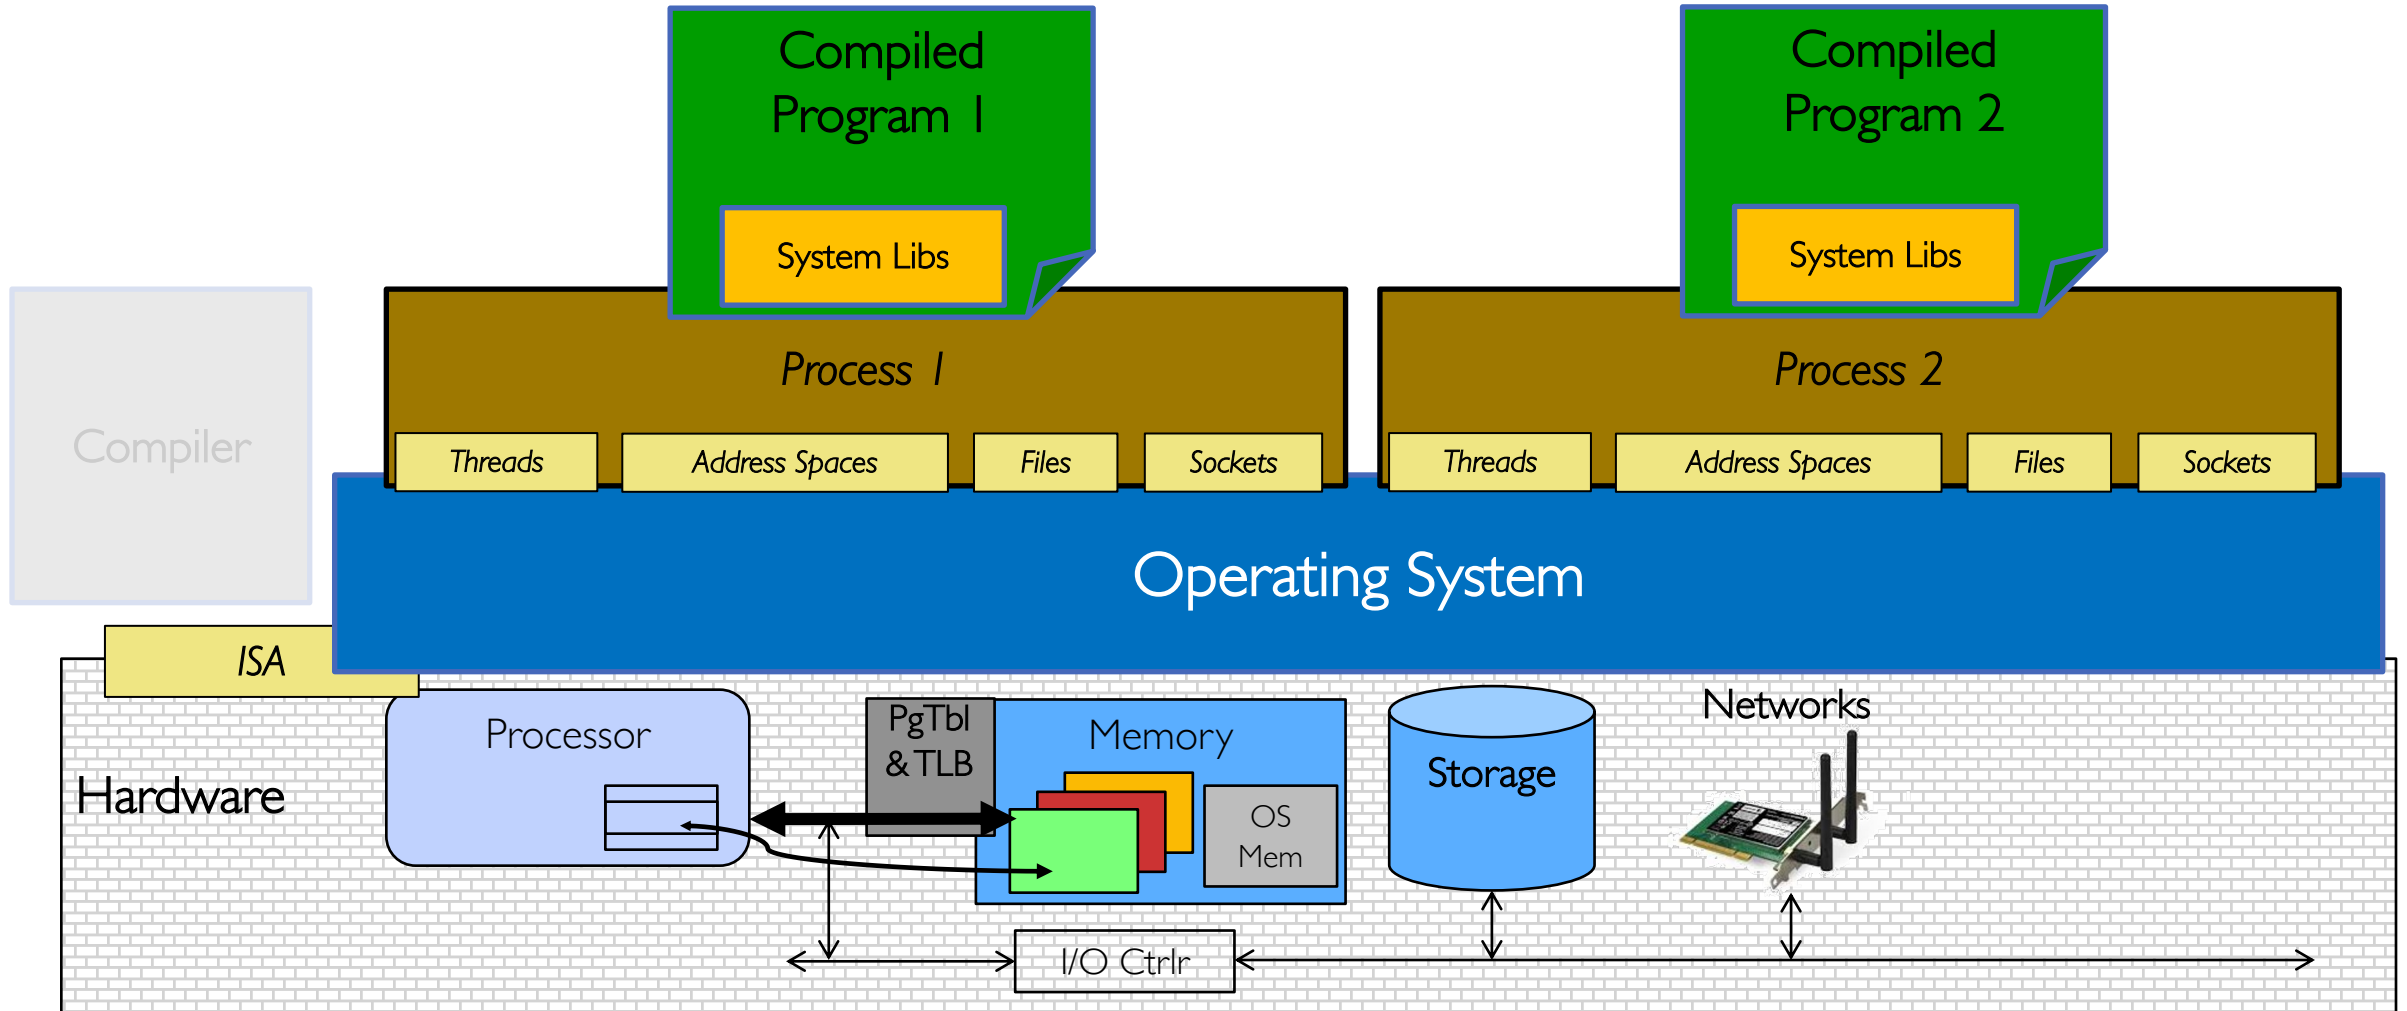 Compiled
Program 1
System Libs
Compiled
Program 2
System Libs
Compiler
Process 1
Threads
Address Spaces
Files
Sockets
Process 2
Threads
Address Spaces
Files
Sockets
Operating System
ISA
Hardware
Processor
PgTbl
& TLB
Memory
OS
Mem
Storage
Networks
I/O Ctrlr